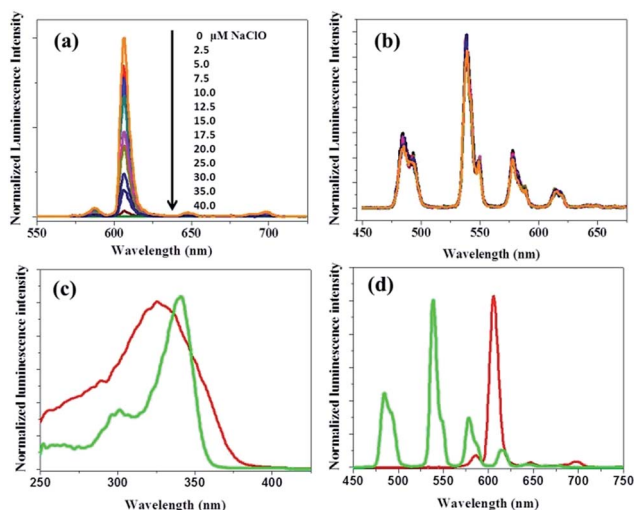 (a)
0 µM NaClO
2.5
5.0
7.5
10.0
12.5
15.0
17.5
20.0
25.0
30.0
35.0
40.0
Normalized Luminescence Intensity
550 600 650 700
Wavelength (nm)
(b)
Normalized Luminescence Intensity
450 500 550 600 650
Wavelength (nm)
(c)
Normalized luminescence intensity
250 300 350 400
Wavelength (nm)
(d)
Normalized luminescence intensity
450 500 550 600 650 700 750
Wavelength (nm)